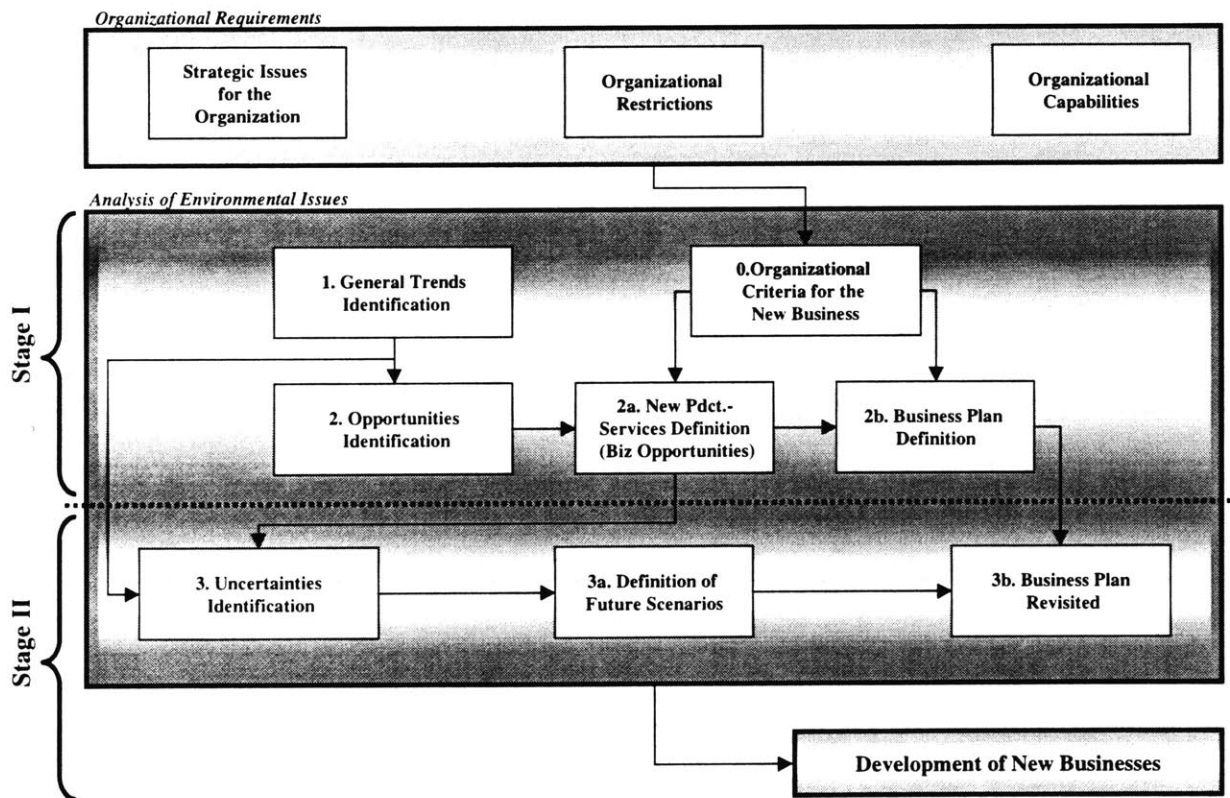 Organizational Requirements
Strategic Issues
for the
Organization
Organizational
Restrictions
Organizational
Capabilities
Analysis of Environmental Issues
Stage I
1. General Trends
Identification
0.Organizational
Criteria for the
New Business
2. Opportunities
Identification
2a. New Pdct.-
Services Definition
(Biz Opportunities)
2b. Business Plan
Definition
Stage II
3. Uncertainties
Identification
3a. Definition of
Future Scenarios
3b. Business Plan
Revisited
Development of New Businesses